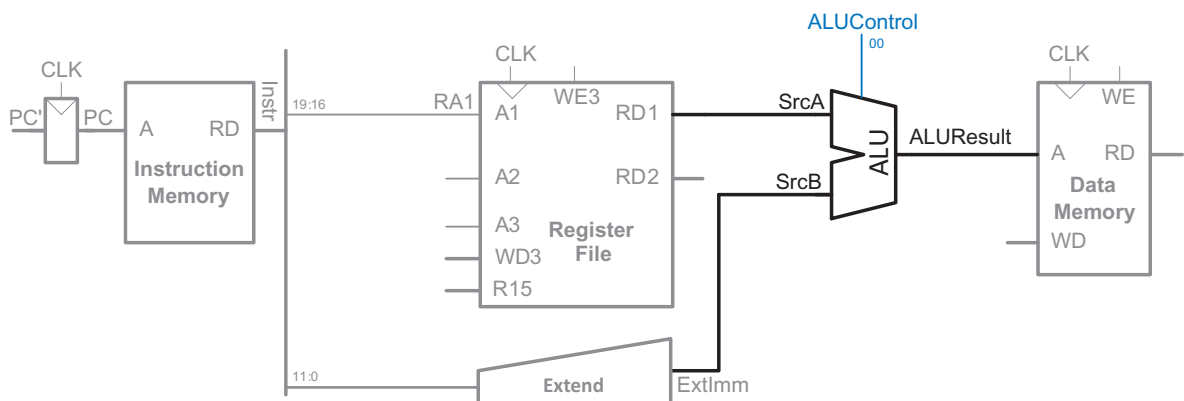 ALUControl
00
CLK
PC'
PC
A
RD
Instruction
Memory
Instr
19:16
RA1
CLK
WE3
A1
RD1
A2
RD2
A3
WD3
R15
Register
File
11:0
Extend
ExtImm
SrcA
SrcB
ALU
ALUResult
CLK
WE
A
RD
Data
Memory
WD